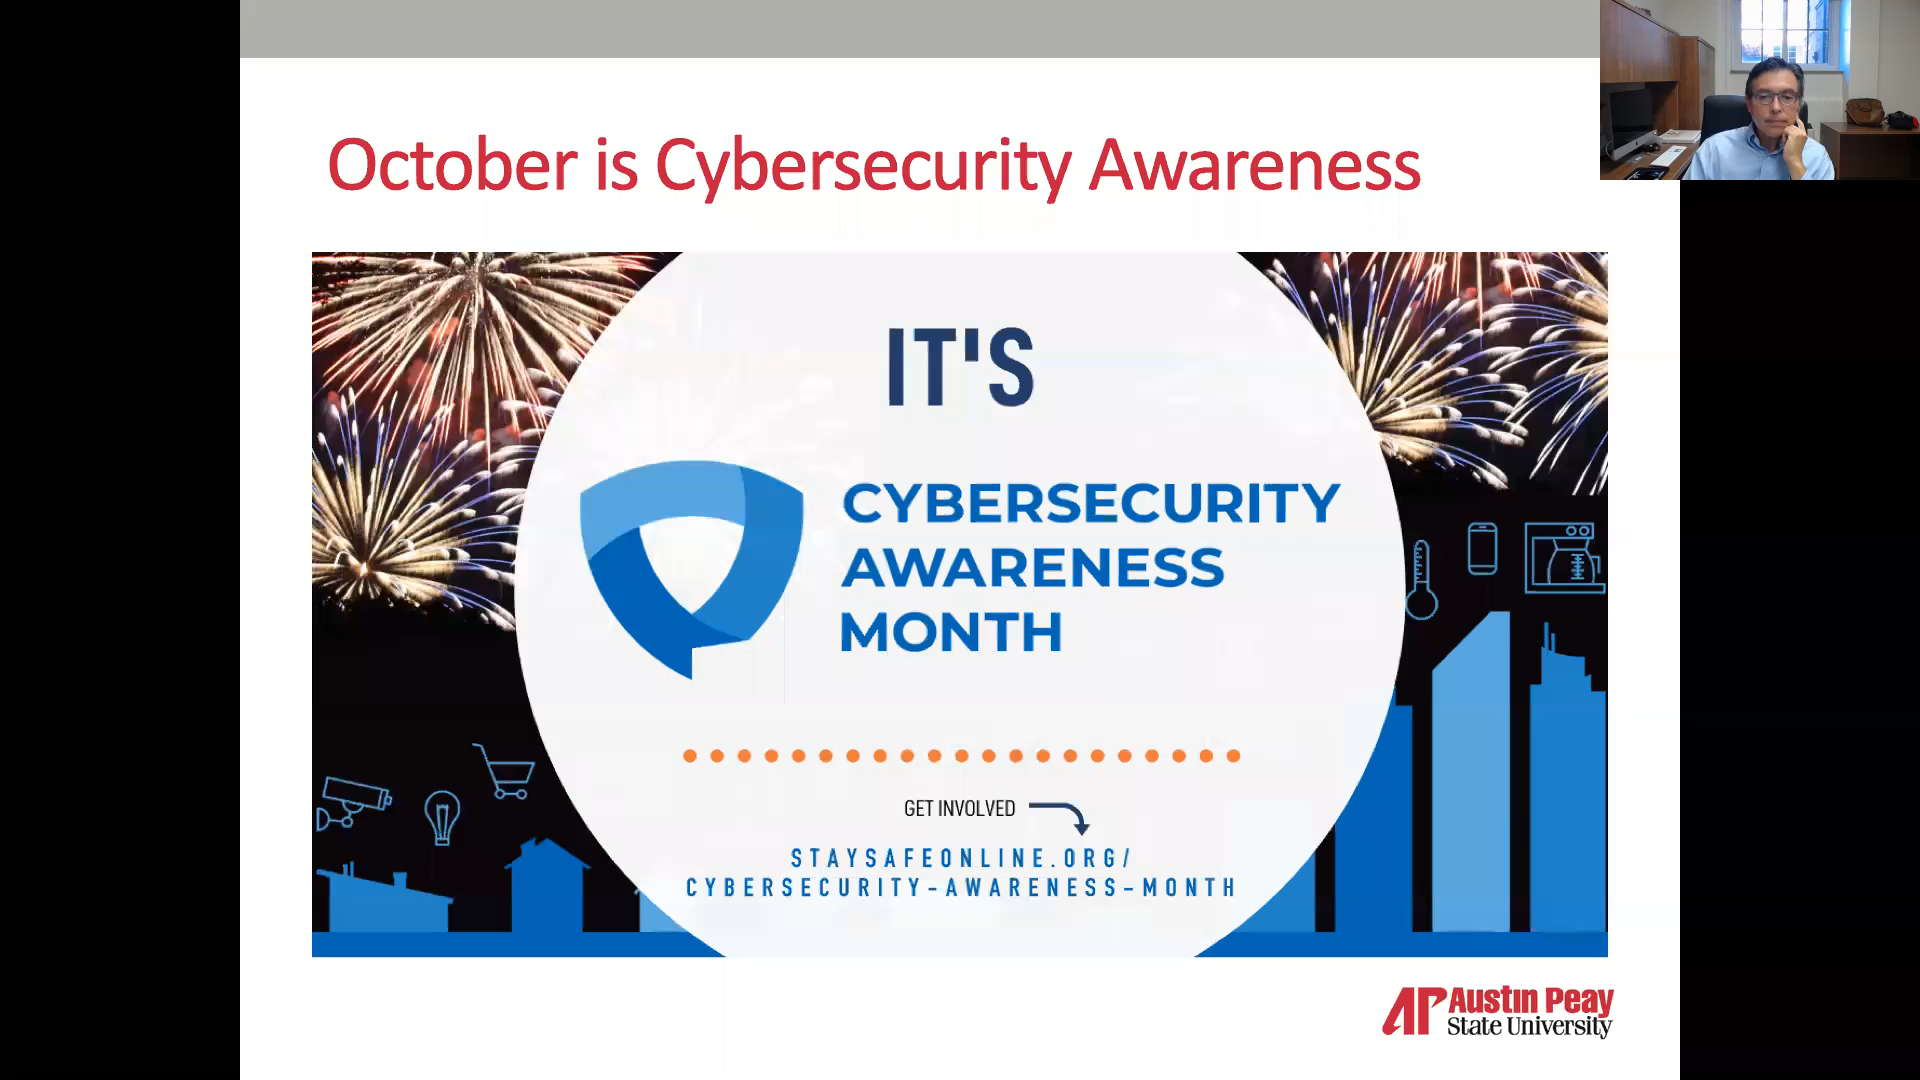 October is Cybersecurity Awareness
IT'S
CYBERSECURITY
AWARENESS
MONTH
GET INVOLVED
STAYSAFEONLINE.ORG/
CYBERSECURITY-AWARENESS-MONTH
AP Austin Peay
State University